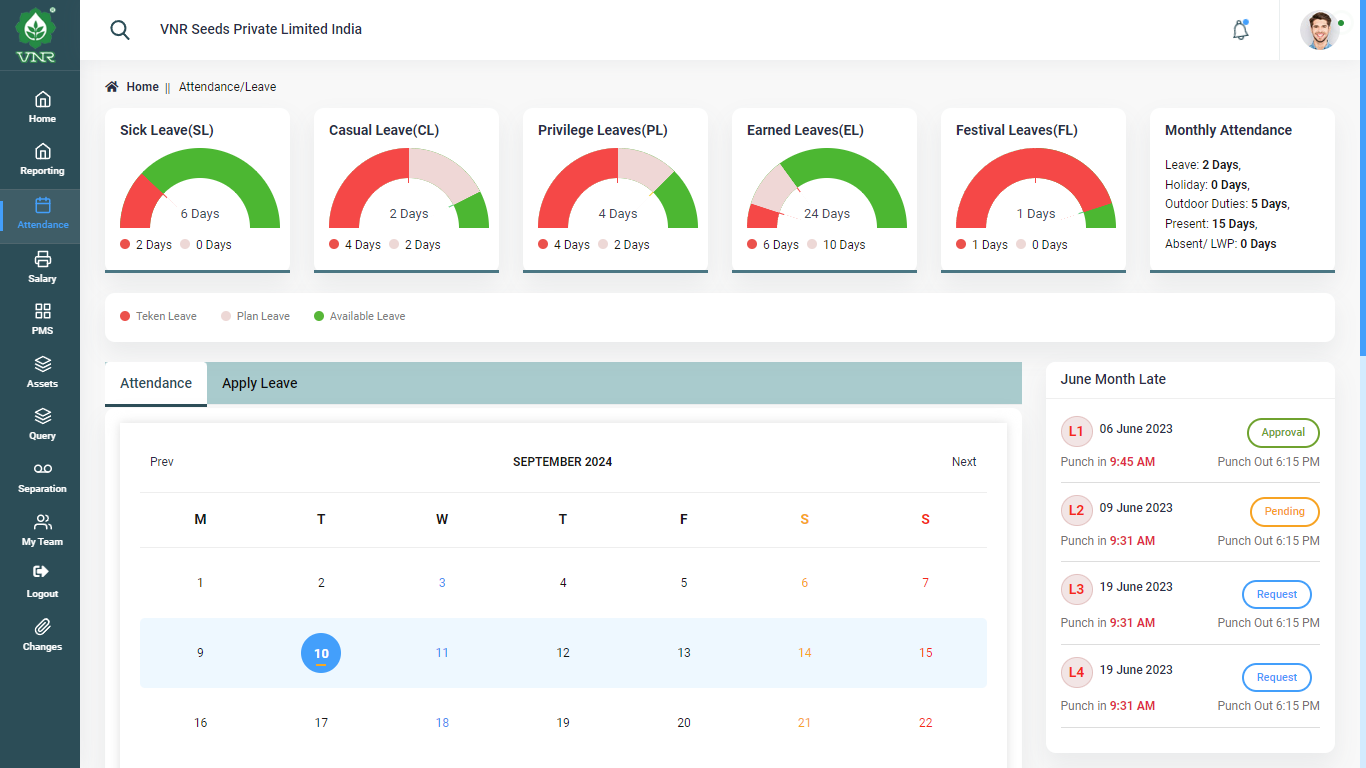 VNR
VNR Seeds Private Limited India
Home
Reporting
Attendance
Salary
PMS
Assets
Query
Separation
My Team
Logout
Changes
Home || Attendance/Leave
Sick Leave(SL)
6 Days
2 Days 0 Days
Casual Leave(CL)
2 Days
4 Days 2 Days
Privilege Leaves(PL)
4 Days
4 Days 2 Days
Earned Leaves(EL)
24 Days
6 Days 10 Days
Festival Leaves(FL)
1 Days
1 Days 0 Days
Monthly Attendance
Leave: 2 Days,
Holiday: 0 Days,
Outdoor Duties: 5 Days,
Present: 15 Days,
Absent/ LWP: 0 Days
Teken Leave Plan Leave Available Leave
Attendance Apply Leave
Prev SEPTEMBER 2024 Next
M T W T F S S
1 2 3 4 5 6 7
9 10 11 12 13 14 15
16 17 18 19 20 21 22
June Month Late
L1 06 June 2023 Approval
Punch in 9:45 AM Punch Out 6:15 PM
L2 09 June 2023 Pending
Punch in 9:31 AM Punch Out 6:15 PM
L3 19 June 2023 Request
Punch in 9:31 AM Punch Out 6:15 PM
L4 19 June 2023 Request
Punch in 9:31 AM Punch Out 6:15 PM